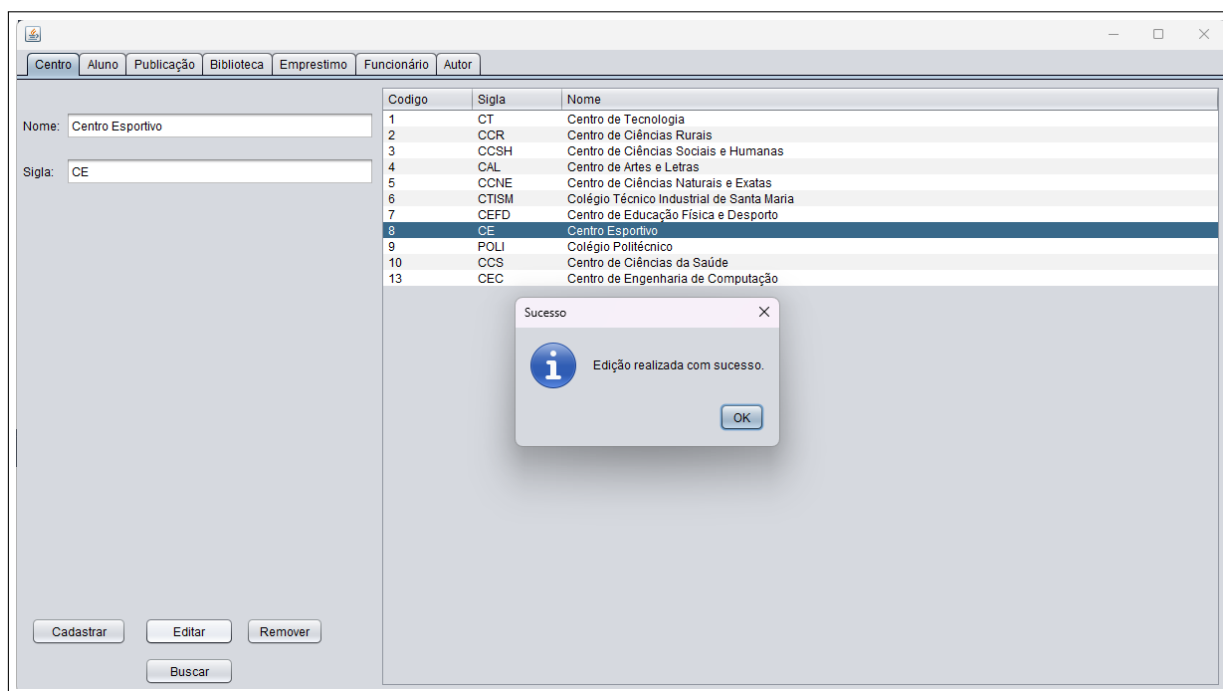 Centro Aluno Publicação Biblioteca Emprestimo Funcionário Autor
Nome: Centro Esportivo
Sigla: CE
Codigo Sigla Nome
1 CT Centro de Tecnologia
2 CCR Centro de Ciências Rurais
3 CCSH Centro de Ciências Sociais e Humanas
4 CAL Centro de Artes e Letras
5 CCNE Centro de Ciências Naturais e Exatas
6 CTISM Colégio Técnico Industrial de Santa Maria
7 CEFD Centro de Educação Física e Desporto
8 CE Centro Esportivo
9 POLI Colégio Politécnico
10 CCS Centro de Ciências da Saúde
13 CEC Centro de Engenharia de Computação
Sucesso
Edição realizada com sucesso.
OK
Cadastrar Editar Remover
Buscar